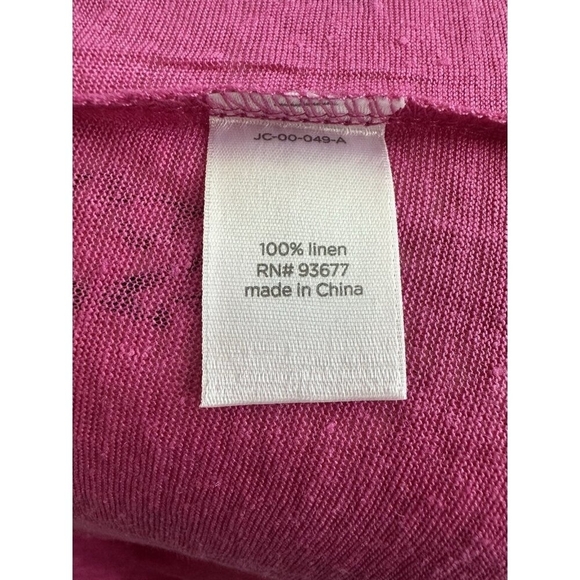 JC-00-049-A
100% linen
RN# 93677
made in China